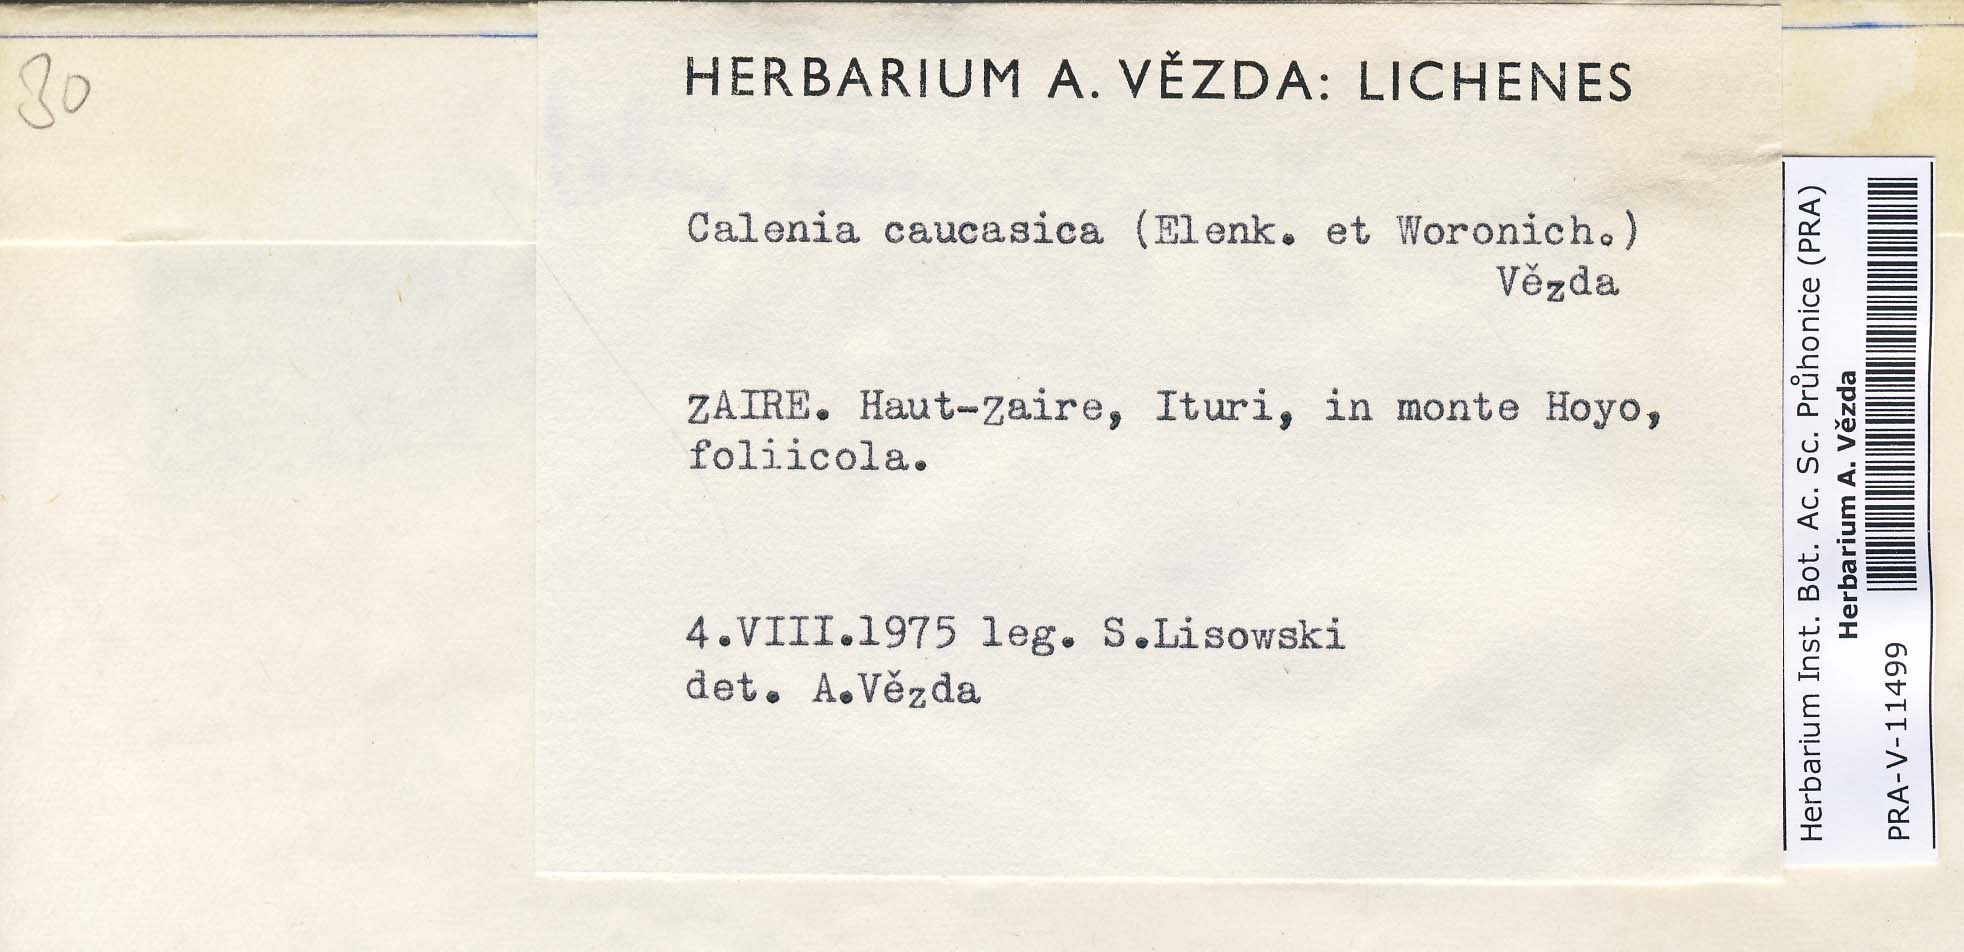 30
HERBARIUM A. VĚZDA: LICHENES
Calenia caucasica (Elenk. et Woronich.)
Vězda
ZAIRE. Haut-Zaire, Ituri, in monte Hoyo,
foliicola.
4.VIII.1975 leg. S.Lisowski
det. A.Vězda
Herbarium Inst. Bot. Ac. Sc. Průhonice (PRA)
Herbarium A. Vězda
PRA-V-11499